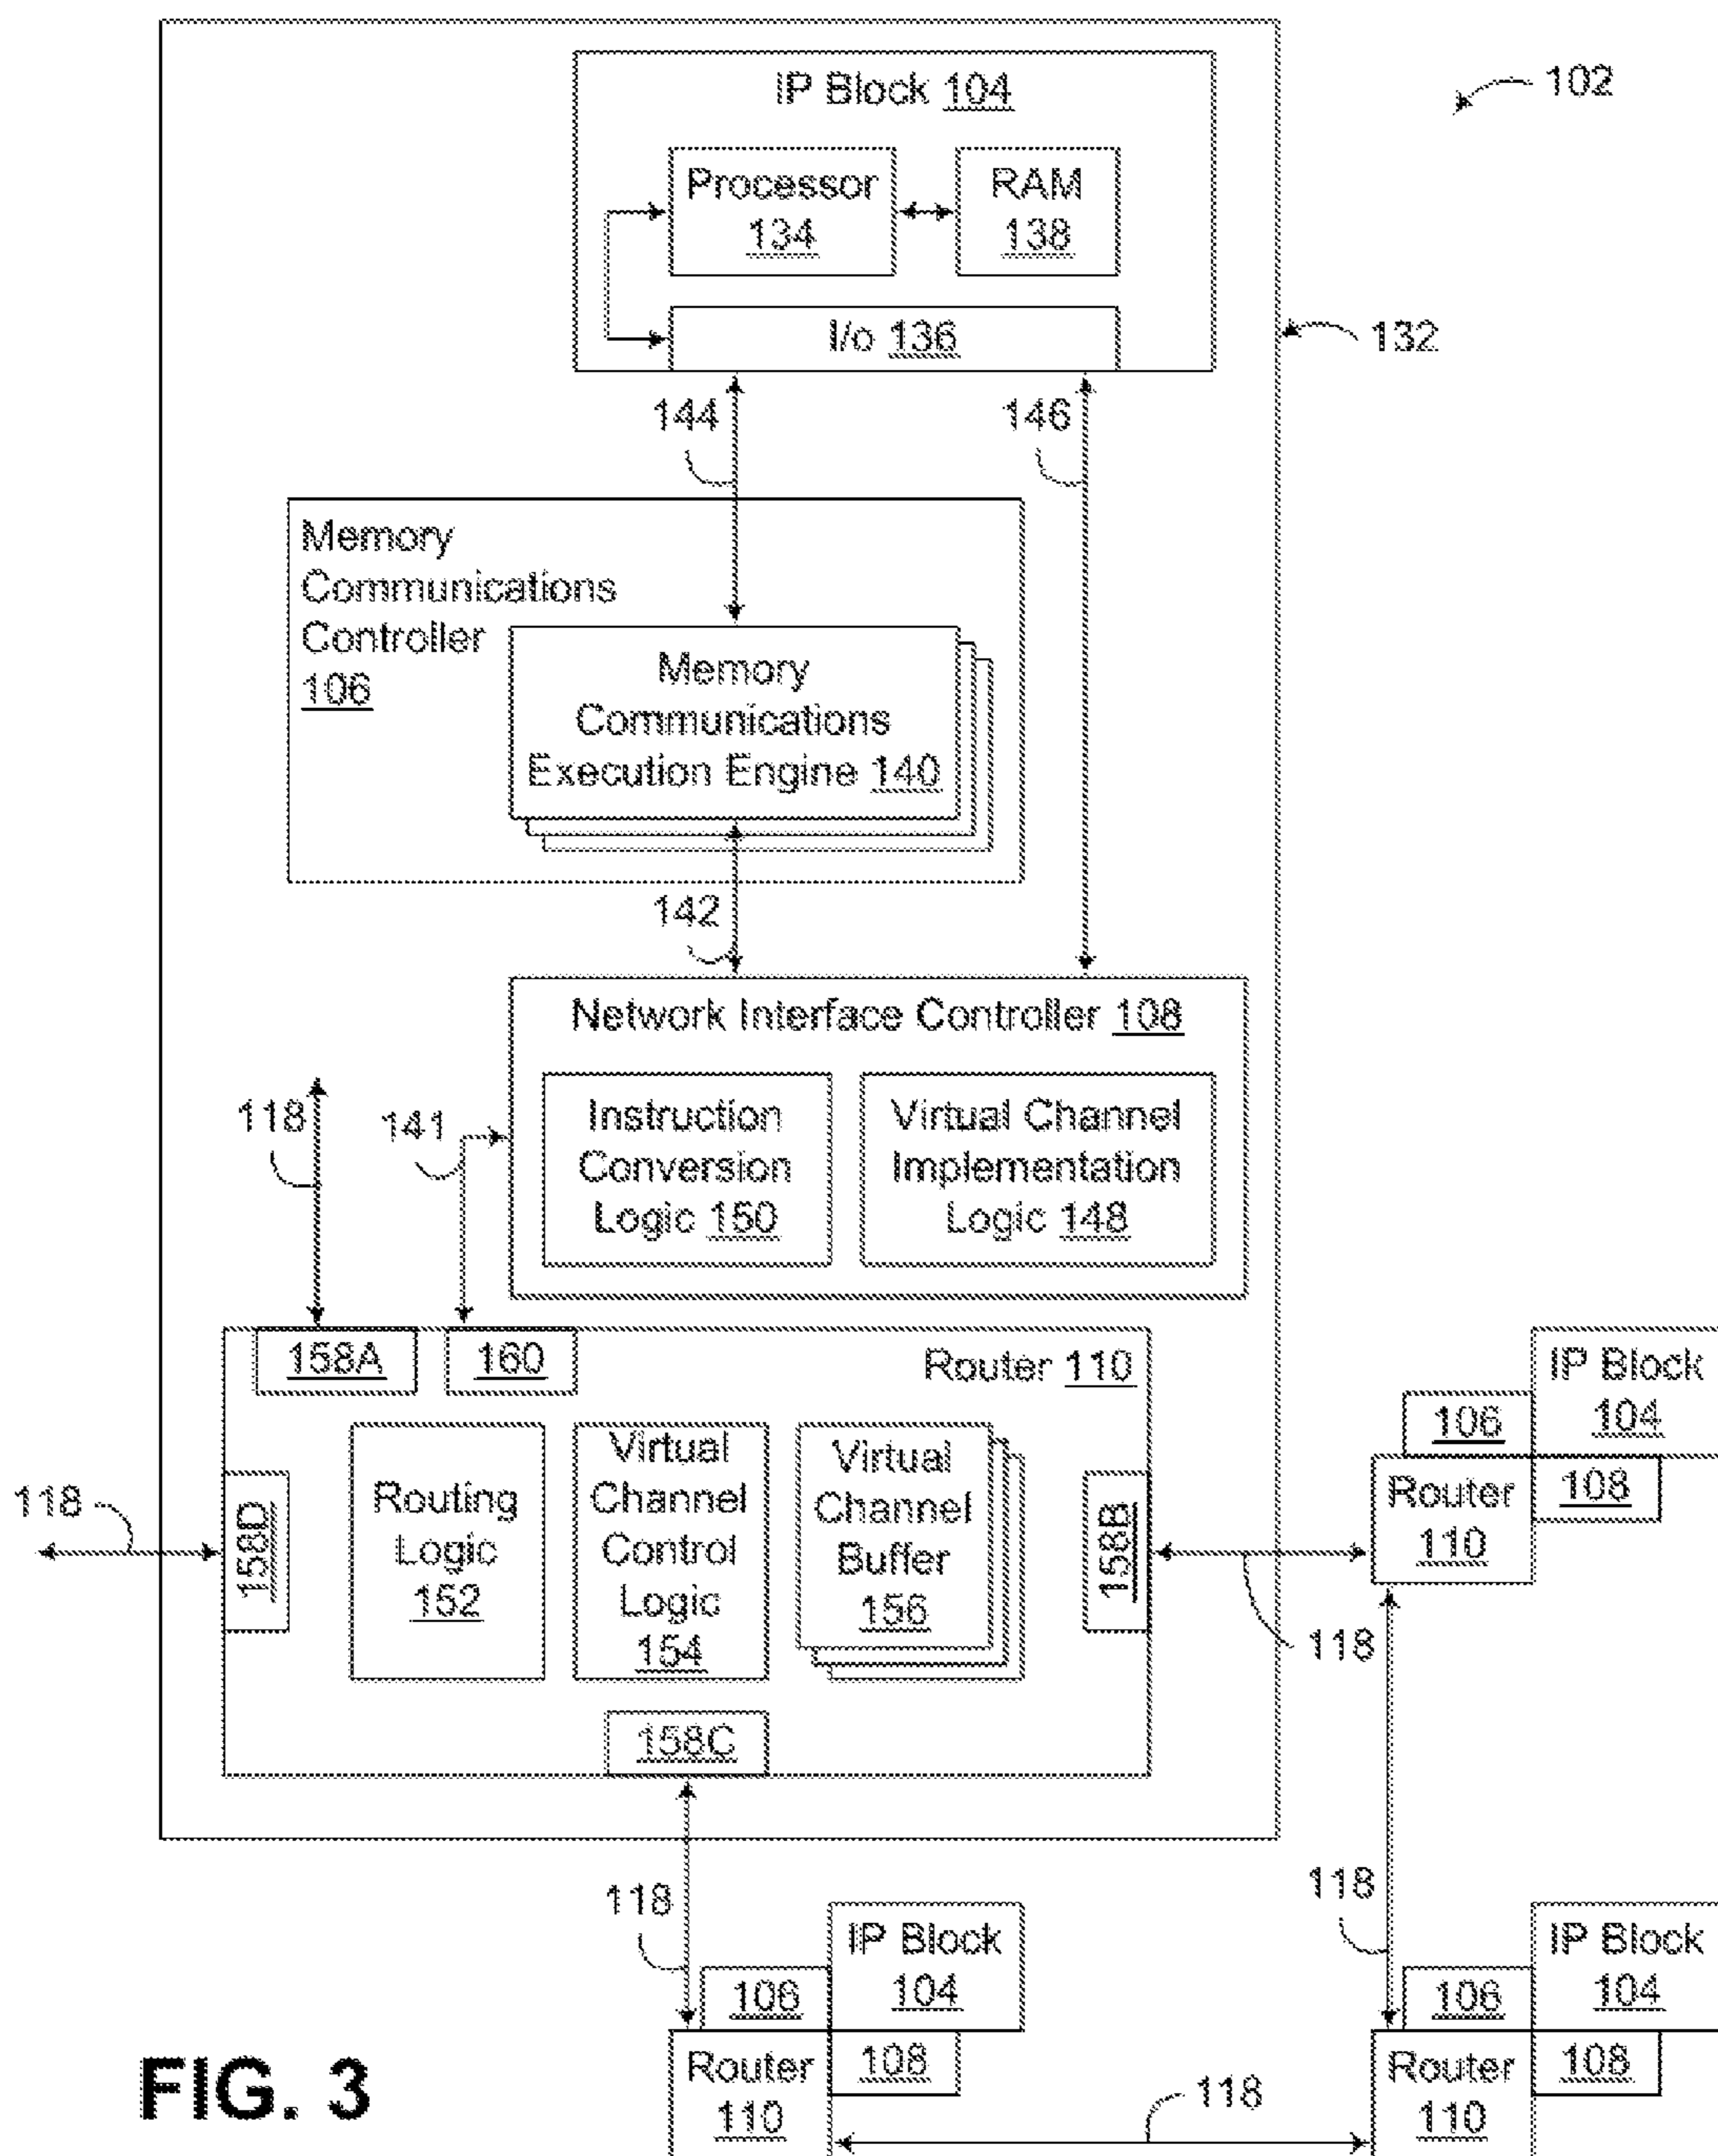 IP Block 104
102
Processor
134
RAM
138
I/o 136
132
144
146
Memory
Communications
Controller
106
Memory
Communications
Execution Engine 140
142
Network Interface Controller 108
118
141
Instruction
Conversion
Logic 150
Virtual Channel
Implementation
Logic 148
158A
160
Router 110
IP Block
104
106
Router
110
108
118
158D
Routing
Logic
152
Virtual
Channel
Control
Logic
154
Virtual
Channel
Buffer
156
158B
118
158C
118
118
IP Block
104
106
Router
110
108
IP Block
104
106
Router
110
108
118
FIG. 3